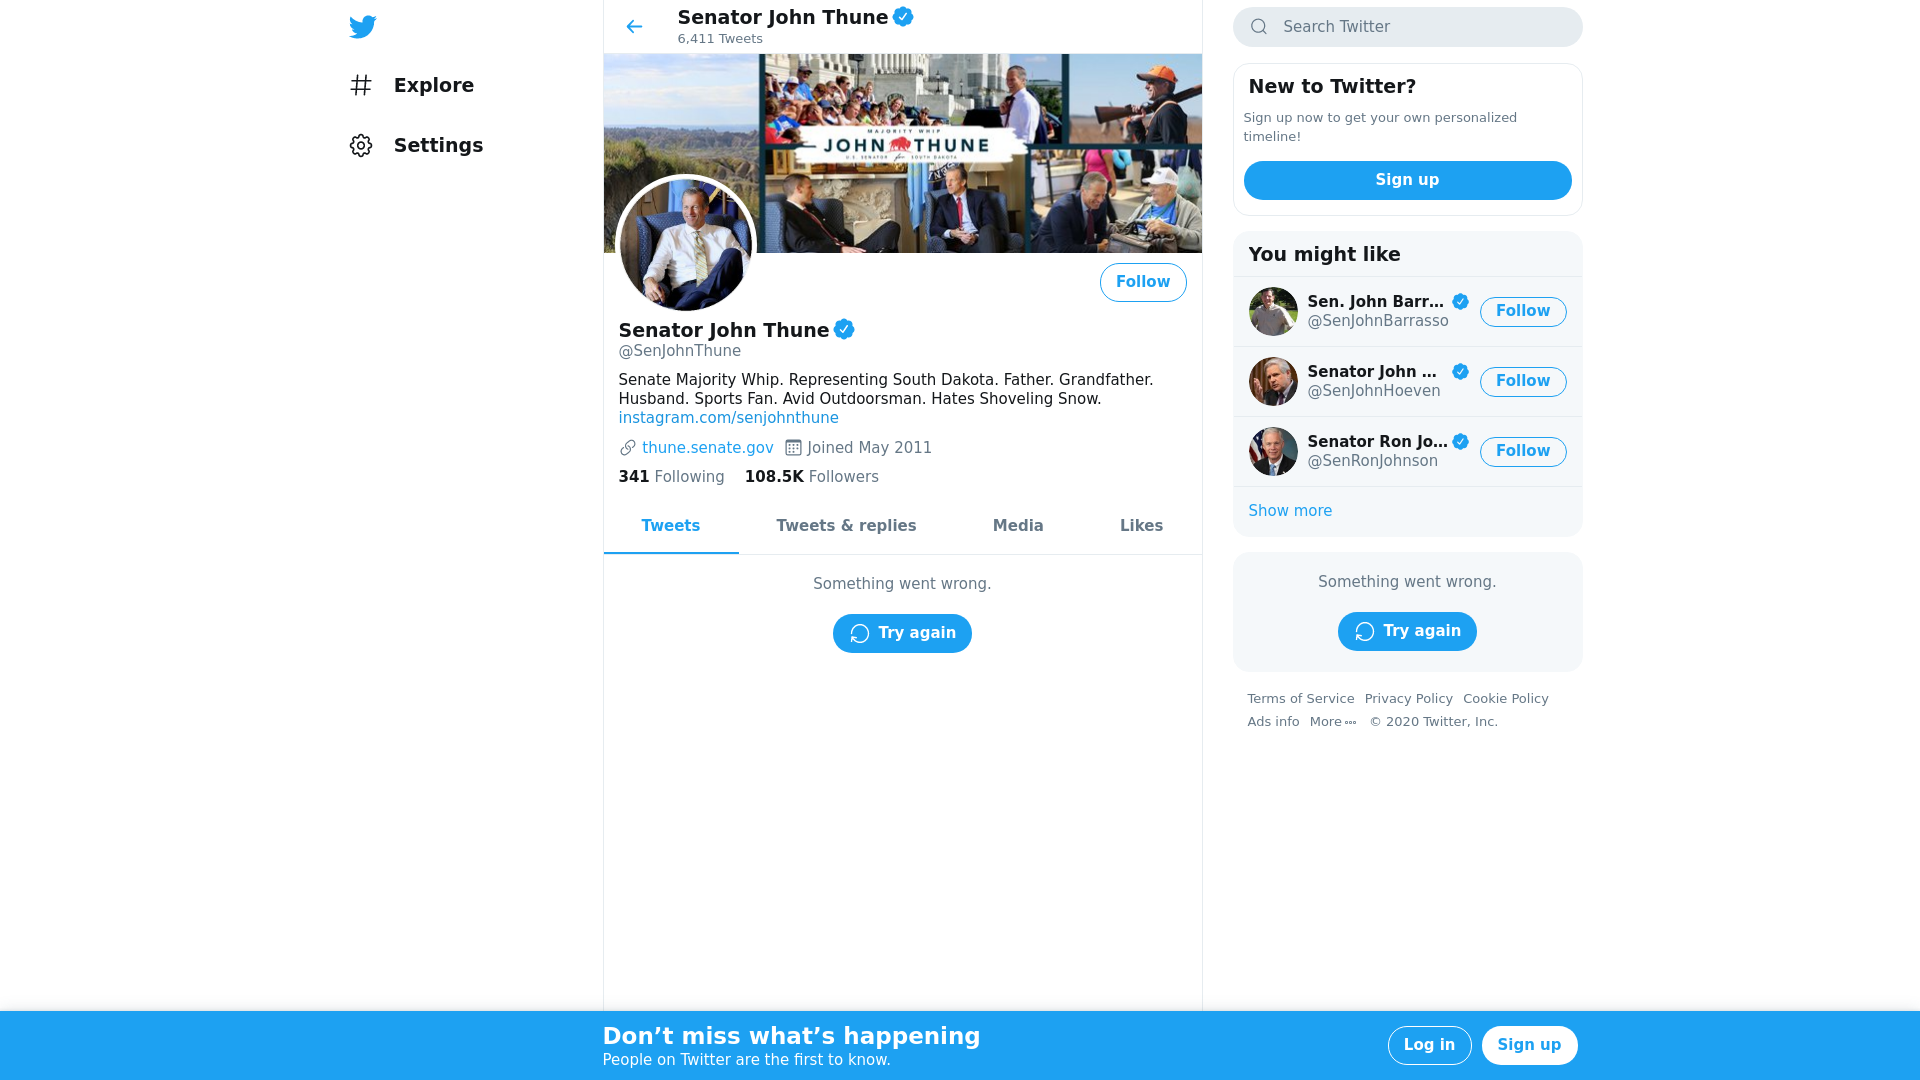 Explore
Settings
Senator John Thune
6,411 Tweets
MAJORITY WHIP
JOHN THUNE
U.S. SENATOR for SOUTH DAKOTA
Follow
Senator John Thune
@SenJohnThune
Senate Majority Whip. Representing South Dakota. Father. Grandfather.
Husband. Sports Fan. Avid Outdoorsman. Hates Shoveling Snow.
instagram.com/senjohnthune
thune.senate.gov Joined May 2011
341 Following 108.5K Followers
Tweets Tweets & replies Media Likes
Something went wrong.
Try again
Search Twitter
New to Twitter?
Sign up now to get your own personalized
timeline!
Sign up
You might like
Sen. John Barr...
@SenJohnBarrasso
Follow
Senator John ...
@SenJohnHoeven
Follow
Senator Ron Jo...
@SenRonJohnson
Follow
Show more
Something went wrong.
Try again
Terms of Service Privacy Policy Cookie Policy
Ads info More © 2020 Twitter, Inc.
Don’t miss what’s happening
People on Twitter are the first to know.
Log in
Sign up